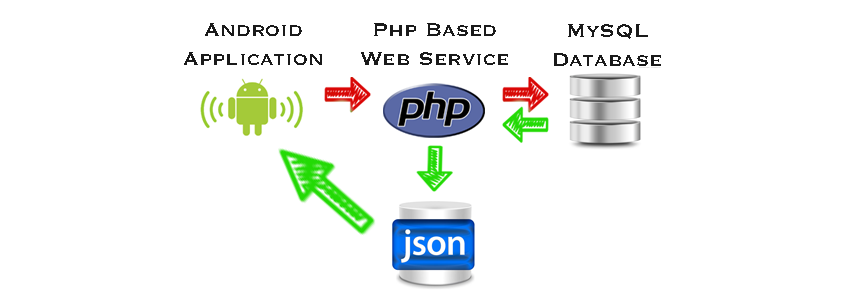 Android
Application
Php Based
Web Service
MySQL
Database
php
json